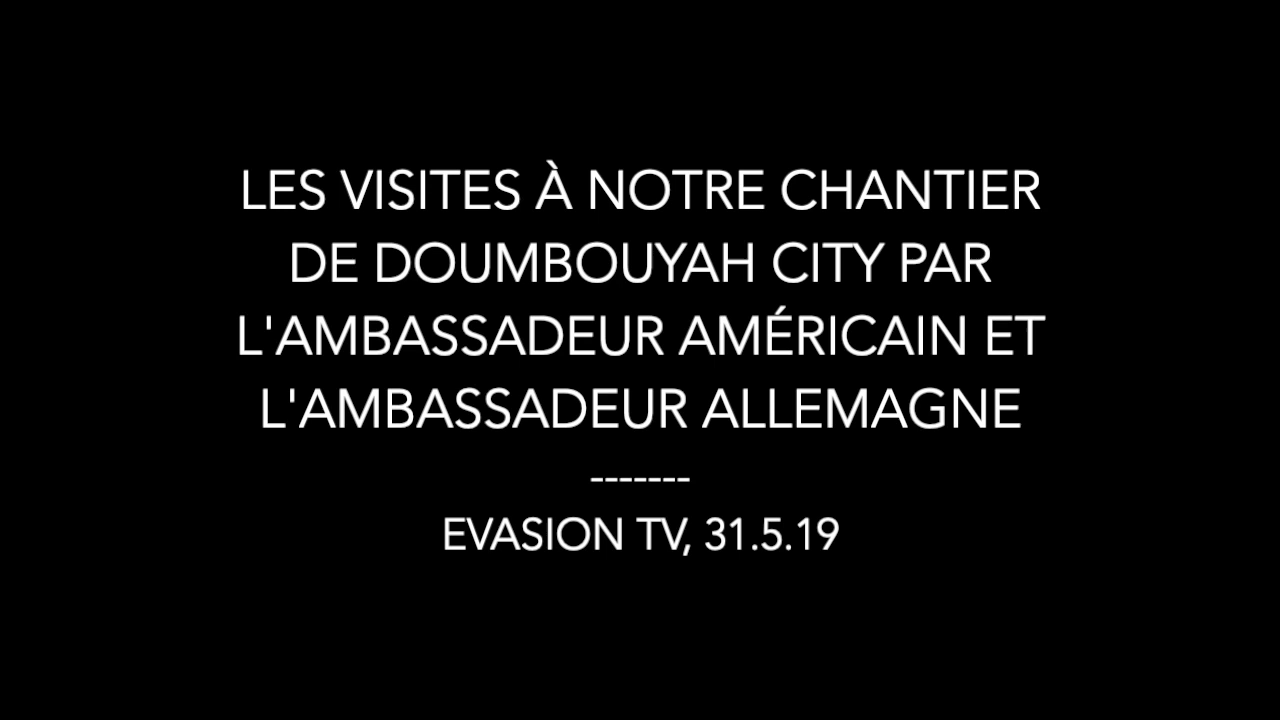 LES VISITES À NOTRE CHANTIER
DE DOUMBOUYAH CITY PAR
L'AMBASSADEUR AMÉRICAIN ET
L'AMBASSADEUR ALLEMAGNE
-------
EVASION TV, 31.5.19